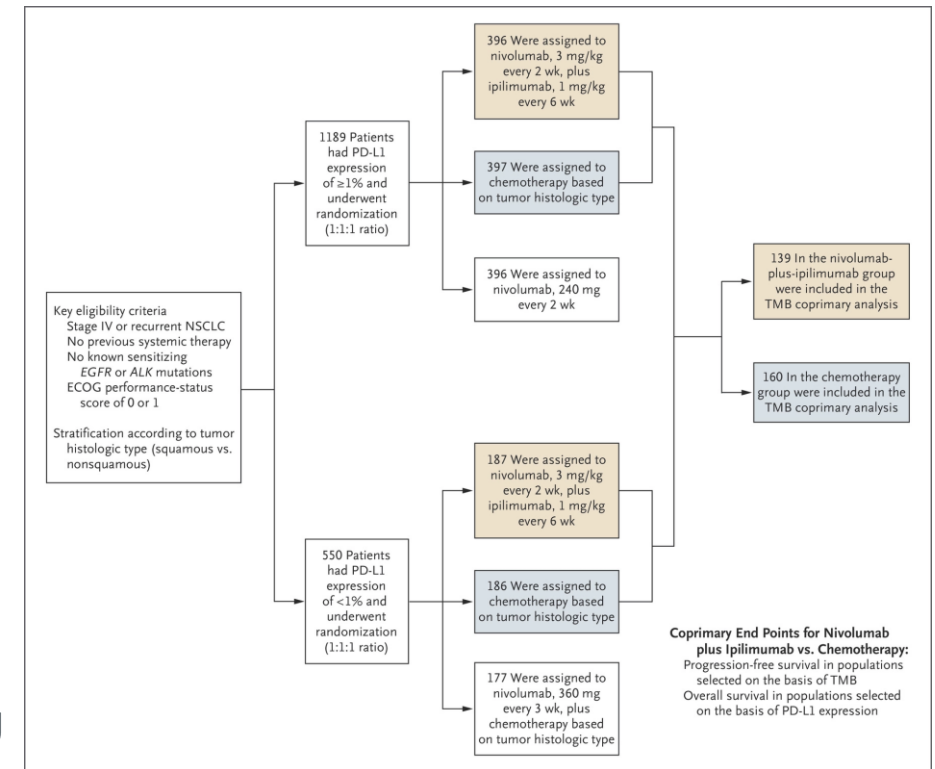 Key eligibility criteria
Stage IV or recurrent NSCLC
No previous systemic therapy
No known sensitizing
EGFR or ALK mutations
ECOG performance-status
score of 0 or 1
Stratification according to tumor
histologic type (squamous vs.
nonsquamous)
1189 Patients
had PD-L1
expression
of ≥1% and
underwent
randomization
(1:1:1 ratio)
396 Were assigned to
nivolumab, 3 mg/kg
every 2 wk, plus
ipilimumab, 1 mg/kg
every 6 wk
397 Were assigned to
chemotherapy based
on tumor histologic type
396 Were assigned to
nivolumab, 240 mg
every 2 wk
550 Patients
had PD-L1
expression
of <1% and
underwent
randomization
(1:1:1 ratio)
187 Were assigned to
nivolumab, 3 mg/kg
every 2 wk, plus
ipilimumab, 1 mg/kg
every 6 wk
186 Were assigned to
chemotherapy based
on tumor histologic type
177 Were assigned to
nivolumab, 360 mg
every 3 wk, plus
chemotherapy based
on tumor histologic type
139 In the nivolumab-
plus-ipilimumab group
were included in the
TMB coprimary analysis
160 In the chemotherapy
group were included in the
TMB coprimary analysis
Coprimary End Points for Nivolumab
plus Ipilimumab vs. Chemotherapy:
Progression-free survival in populations
selected on the basis of TMB
Overall survival in populations selected
on the basis of PD-L1 expression